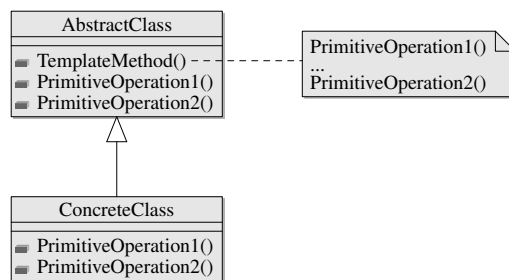 AbstractClass
TemplateMethod()
PrimitiveOperation1()
PrimitiveOperation2()
PrimitiveOperation1()
...
PrimitiveOperation2()
ConcreteClass
PrimitiveOperation1()
PrimitiveOperation2()